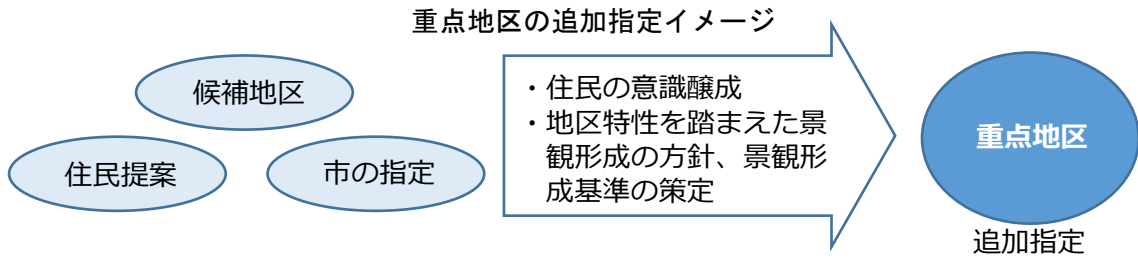 重点地区の追加指定イメージ
候補地区
住民提案
市の指定
・住民の意識醸成
・地区特性を踏まえた景
観形成の方針、景観形
成基準の策定
重点地区
追加指定